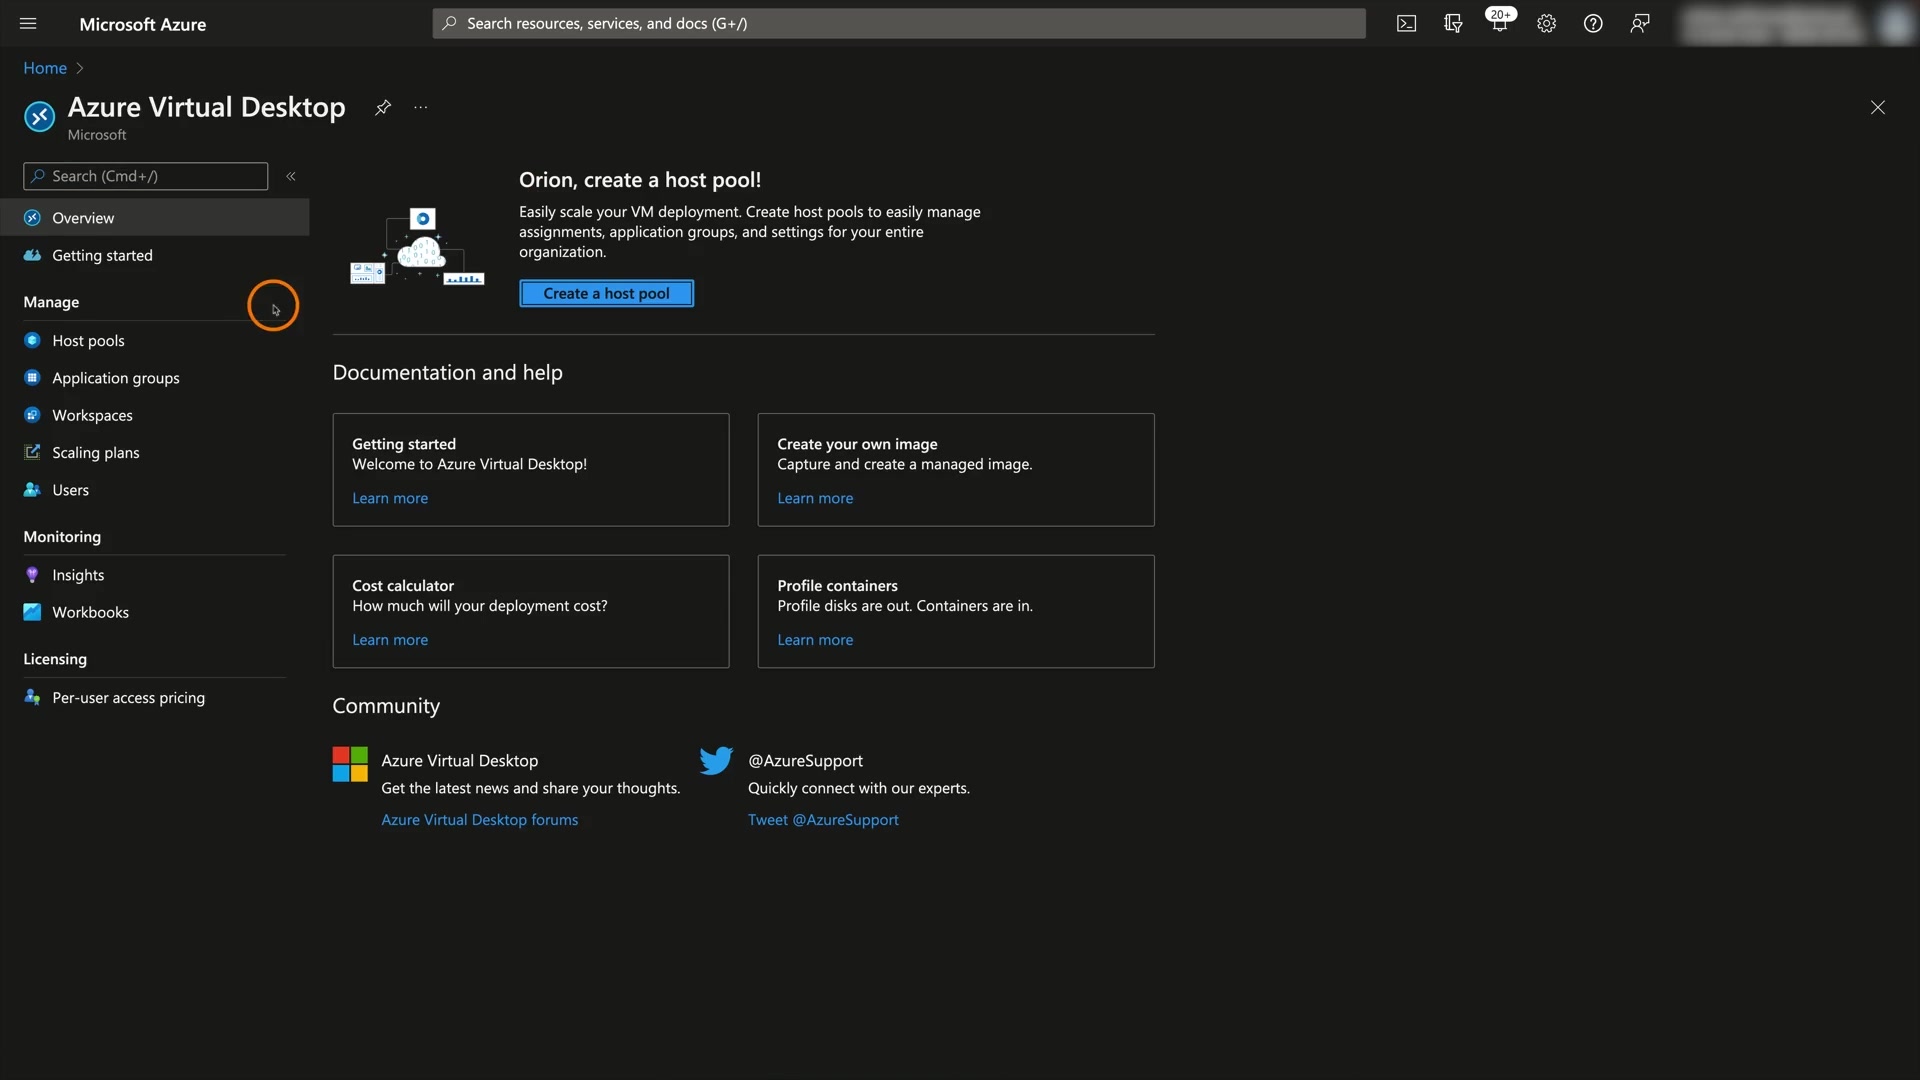 Microsoft Azure
Search resources, services, and docs (G+/)
20+
Home
Azure Virtual Desktop
...
Microsoft
Search (Cmd+/)
«
Overview
Getting started
Manage
Host pools
Application groups
Workspaces
Scaling plans
Users
Monitoring
Insights
Workbooks
Licensing
Per-user access pricing
Orion, create a host pool!
Easily scale your VM deployment. Create host pools to easily manage
assignments, application groups, and settings for your entire
organization.
Create a host pool
Documentation and help
Getting started
Welcome to Azure Virtual Desktop!
Learn more
Create your own image
Capture and create a managed image.
Learn more
Cost calculator
How much will your deployment cost?
Learn more
Profile containers
Profile disks are out. Containers are in.
Learn more
Community
Azure Virtual Desktop
Get the latest news and share your thoughts.
Azure Virtual Desktop forums
@AzureSupport
Quickly connect with our experts.
Tweet @AzureSupport